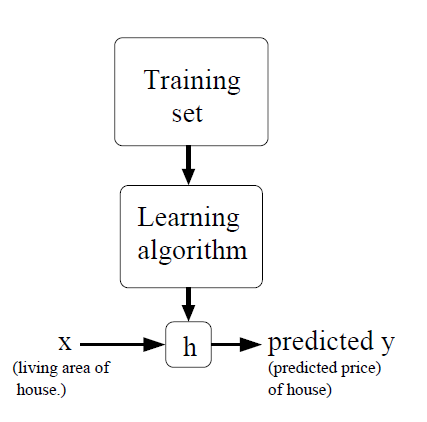 Training
set
Learning
algorithm
x
h
predicted y
(living area of
house.)
(predicted price)
of house)